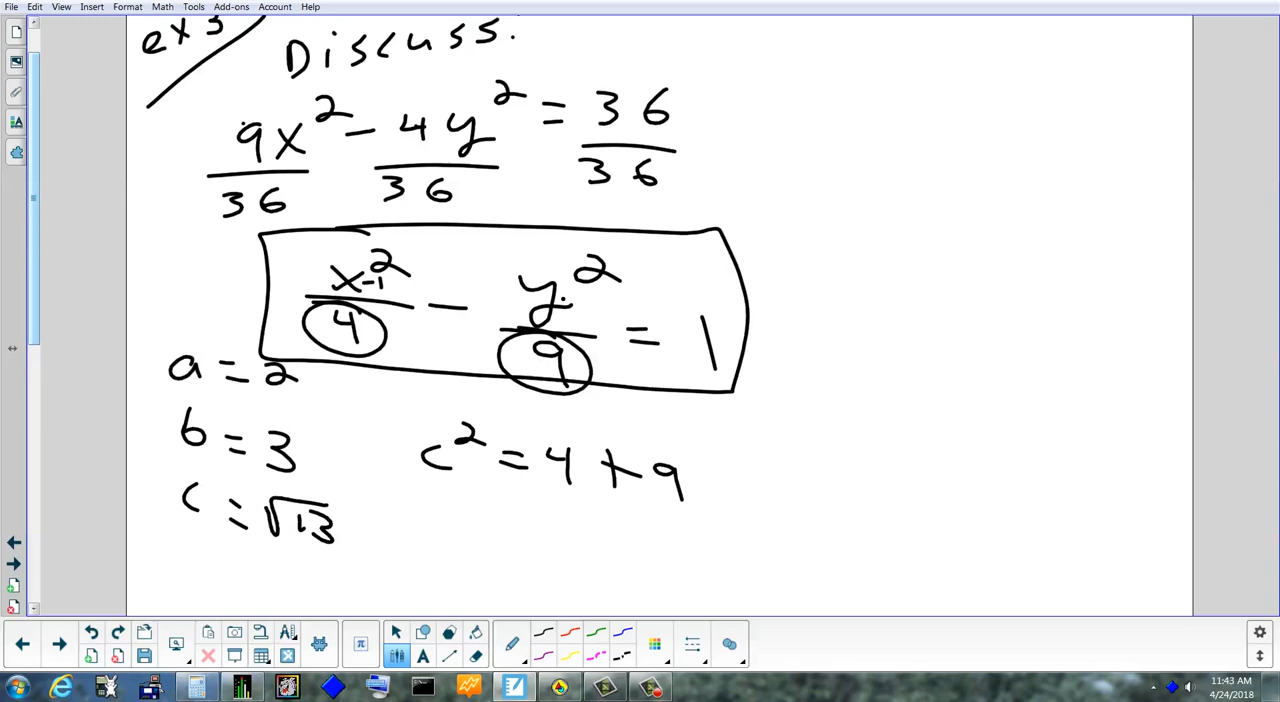 File Edit View Insert Format Math Tools Add-ons Account Help
ex 3
Discuss.
9x² - 4y² = 36
36 36 36
x² - y² = 1
4 9
a = 2
b = 3 c² = 4 + 9
c = √13
11:43 AM
4/24/2018